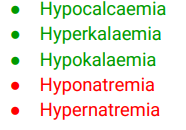 ● Hypocalcaemia
● Hyperkalaemia
● Hypokalaemia
● Hyponatremia
● Hypernatremia